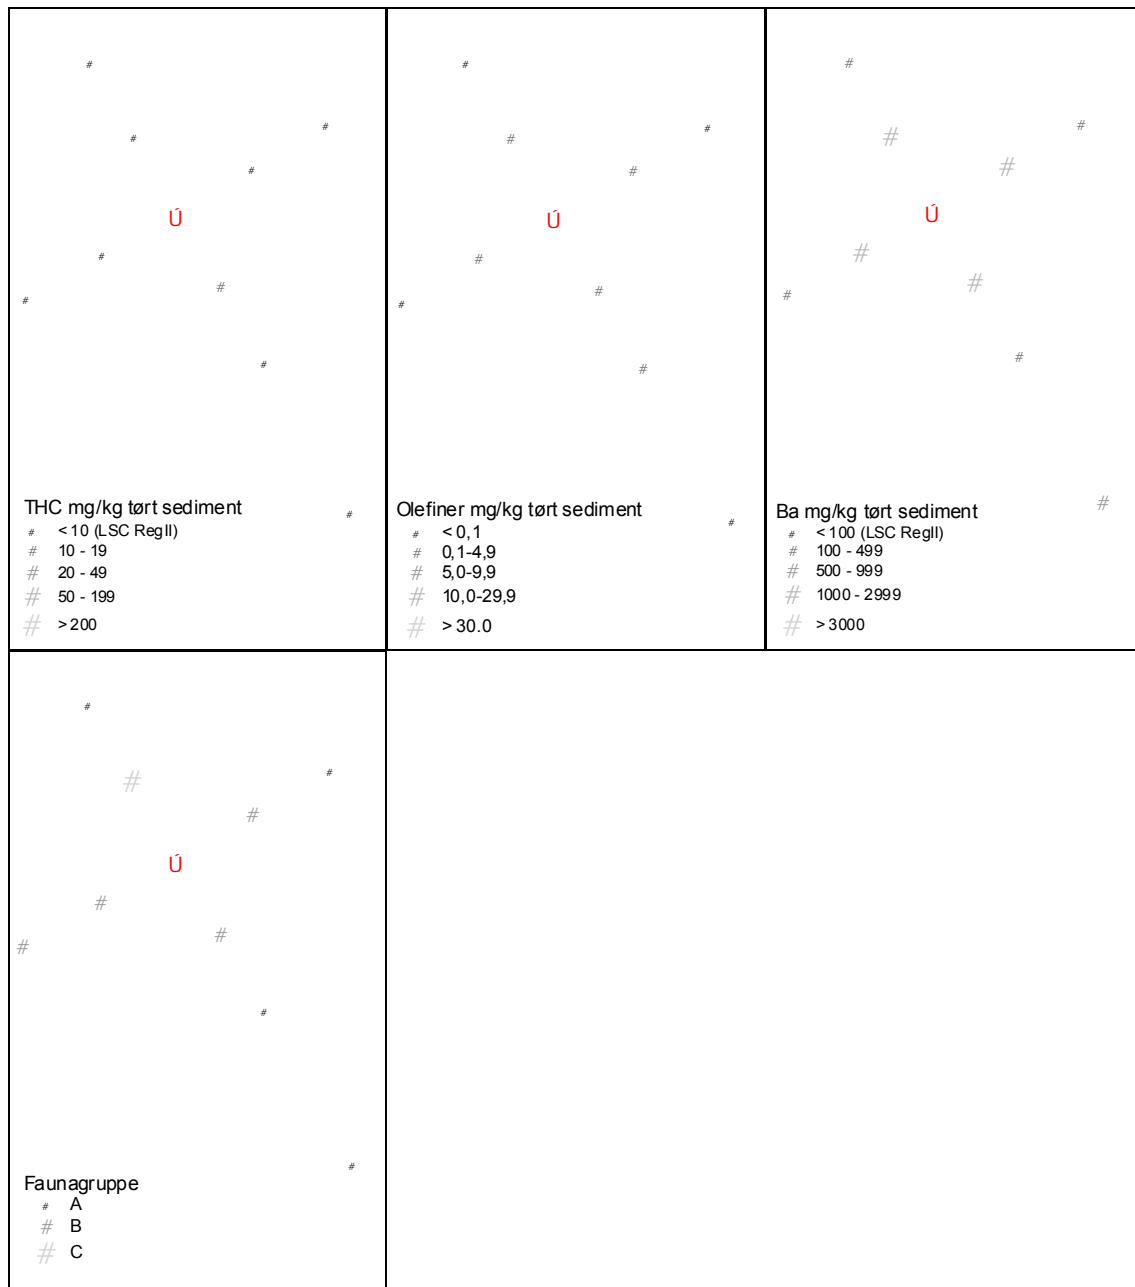 #
#
#
#
Ú
#
#
#
#
#
THC mg/kg tørt sediment
# < 10 (LSC RegII)
# 10 - 19
# 20 - 49
# 50 - 199
# > 200
#
#
#
#
Ú
#
#
#
#
#
Olefiner mg/kg tørt sediment
# < 0,1
# 0,1-4,9
# 5,0-9,9
# 10,0-29,9
# > 30.0
#
#
#
#
Ú
#
#
#
#
#
Ba mg/kg tørt sediment
# < 100 (LSC RegII)
# 100 - 499
# 500 - 999
# 1000 - 2999
# > 3000
#
#
#
#
Ú
#
#
#
#
#
Faunagruppe
# A
# B
# C